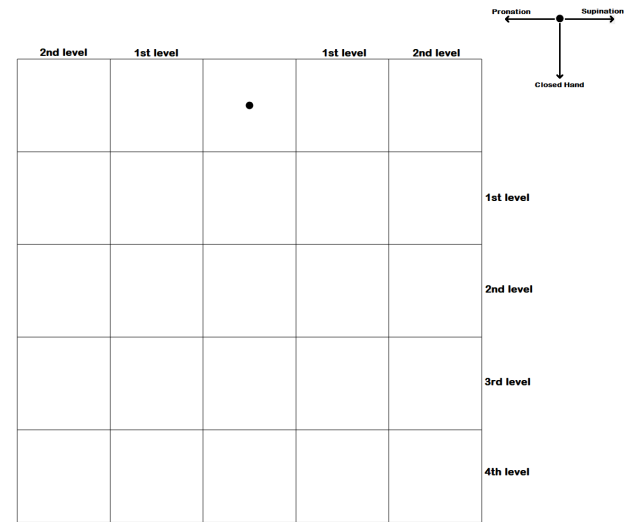 Pronation Supination
Closed Hand
2nd level 1st level 1st level 2nd level
1st level
2nd level
3rd level
4th level